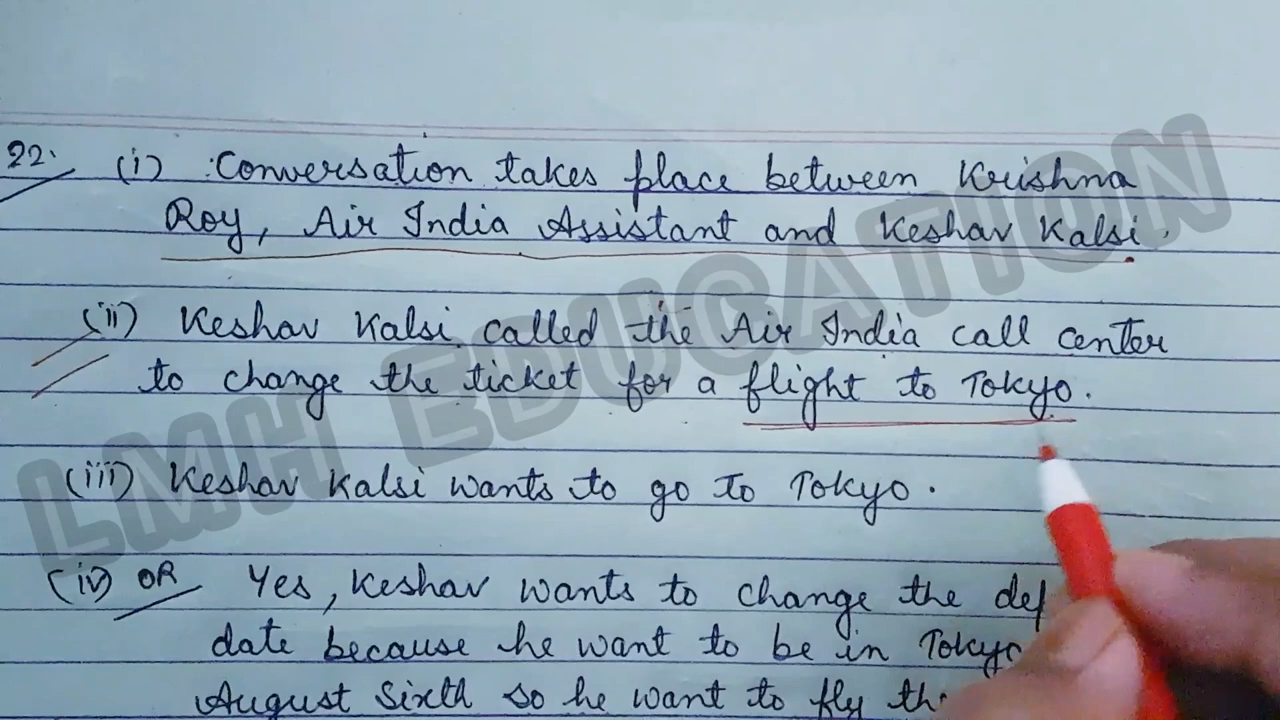 22. (i) Conversation takes place between Krishna
Roy, Air India Assistant and Keshav Kalsi.
(ii) Keshav Kalsi called the Air India call center
to change the ticket for a flight to Tokyo.
(iii) Keshav Kalsi wants to go to Tokyo.
(iv) OR Yes, Keshav wants to change the
date because he want to be in Tokyo
August Sixth so he want to fly
LMH EDUCATION